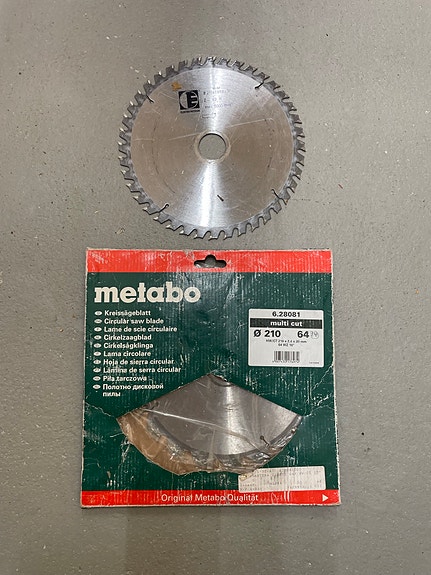 metabo
Kreissägeblatt
Circular saw blade
Lame de scie circulaire
Cirkelzaagblad
Cirkelsågklinga
Lama circolare
Hoja de sierra circular
Lâmina de serra circular
Piła tarczowa
Полотно дисковой
пилы
6.28081
multi cut
Ø 210 64
Original Metabo Qualität